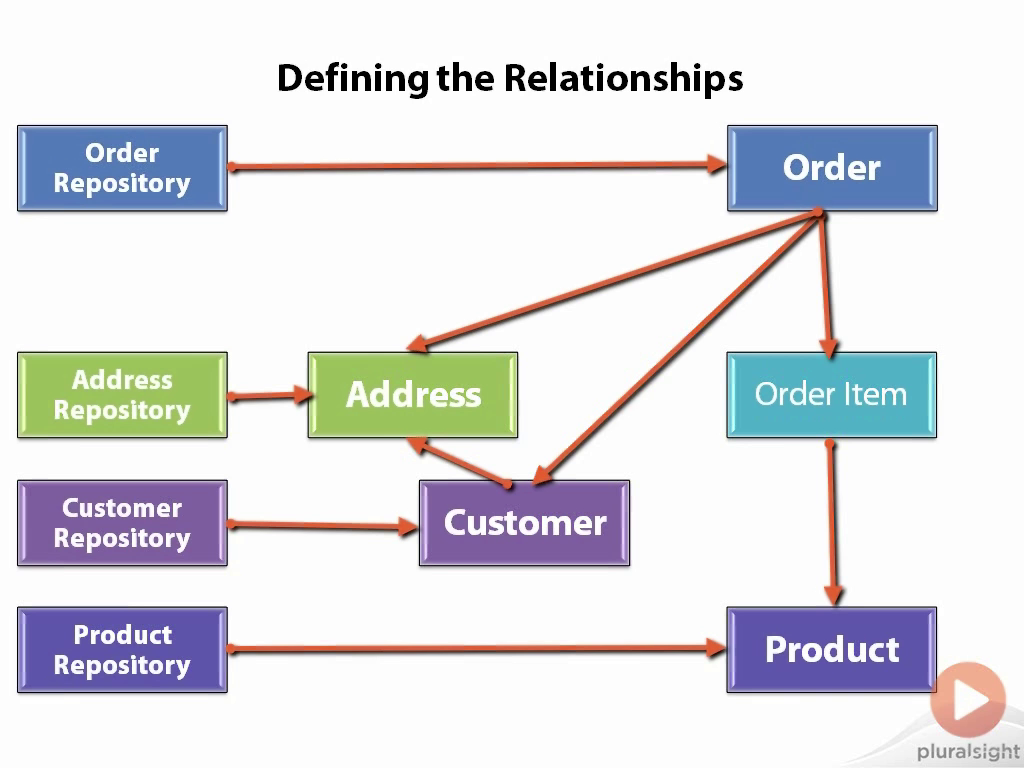 Defining the Relationships
Order
Repository
Order
Address
Repository
Address
Order Item
Customer
Repository
Customer
Product
Repository
Product
pluralsight